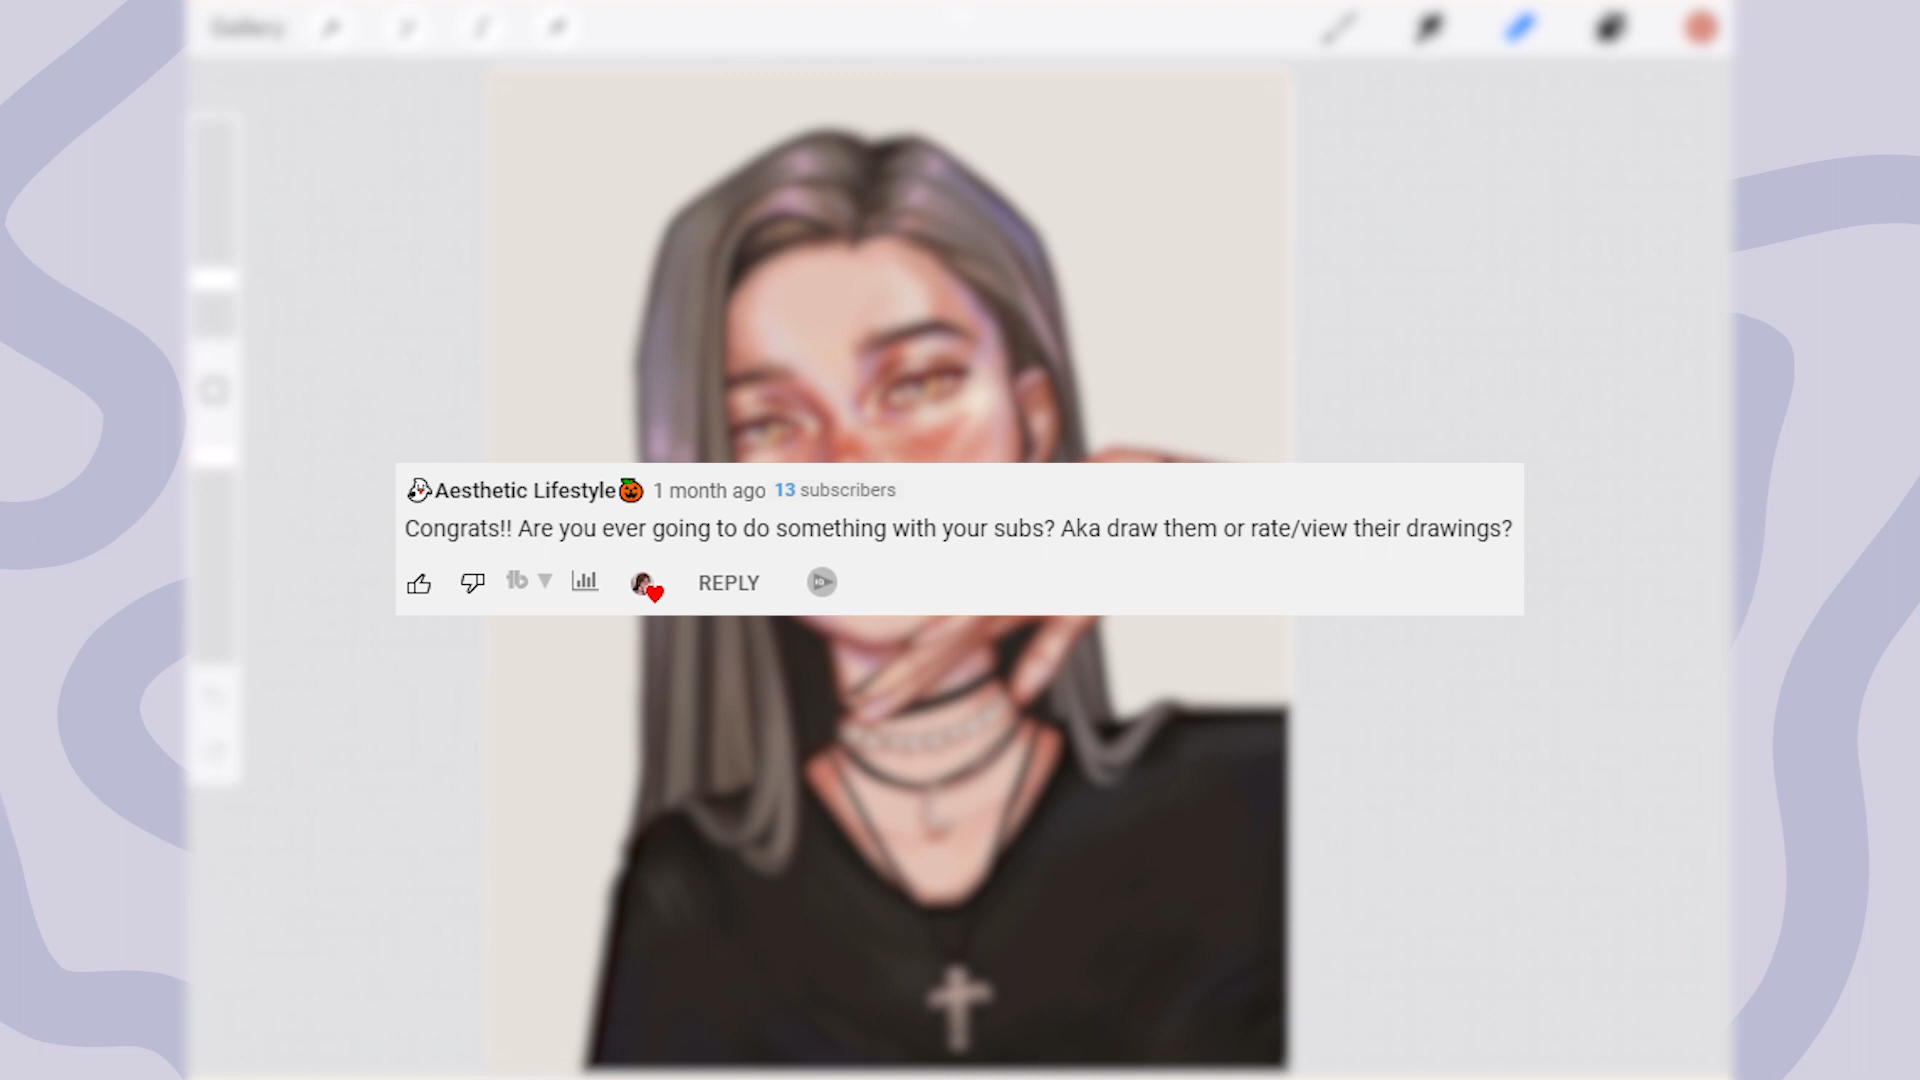 Gallery
Aesthetic Lifestyle 1 month ago 13 subscribers
Congrats!! Are you ever going to do something with your subs? Aka draw them or rate/view their drawings?
REPLY